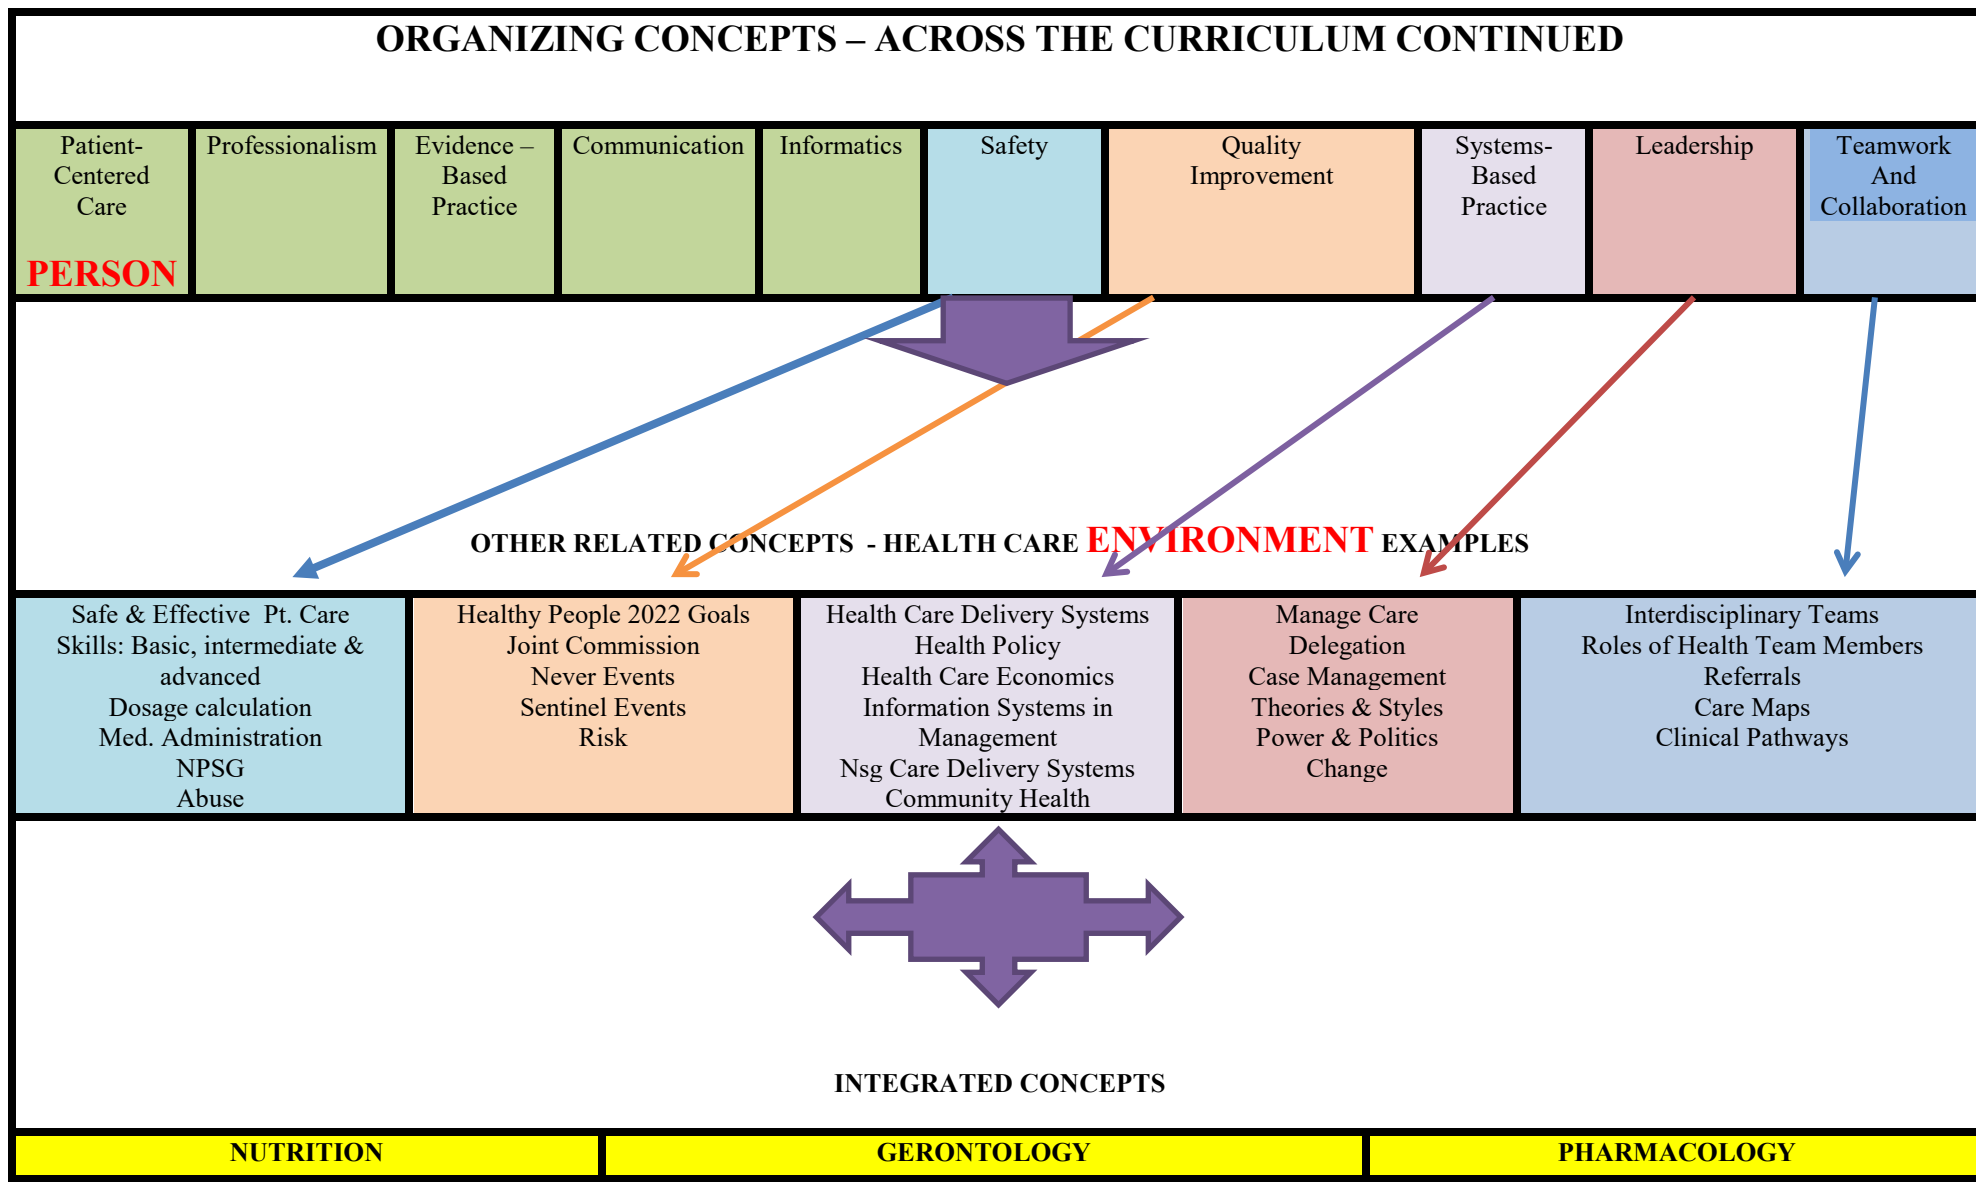 ORGANIZING CONCEPTS – ACROSS THE CURRICULUM CONTINUED
Patient-
Centered
Care
PERSON
Professionalism
Evidence –
Based
Practice
Communication
Informatics
Safety
Quality
Improvement
Systems-
Based
Practice
Leadership
Teamwork
And
Collaboration
OTHER RELATED CONCEPTS - HEALTH CARE ENVIRONMENT EXAMPLES
Safe & Effective Pt. Care
Skills: Basic, intermediate &
advanced
Dosage calculation
Med. Administration
NPSG
Abuse
Healthy People 2022 Goals
Joint Commission
Never Events
Sentinel Events
Risk
Health Care Delivery Systems
Health Policy
Health Care Economics
Information Systems in
Management
Nsg Care Delivery Systems
Community Health
Manage Care
Delegation
Case Management
Theories & Styles
Power & Politics
Change
Interdisciplinary Teams
Roles of Health Team Members
Referrals
Care Maps
Clinical Pathways
INTEGRATED CONCEPTS
NUTRITION
GERONTOLOGY
PHARMACOLOGY